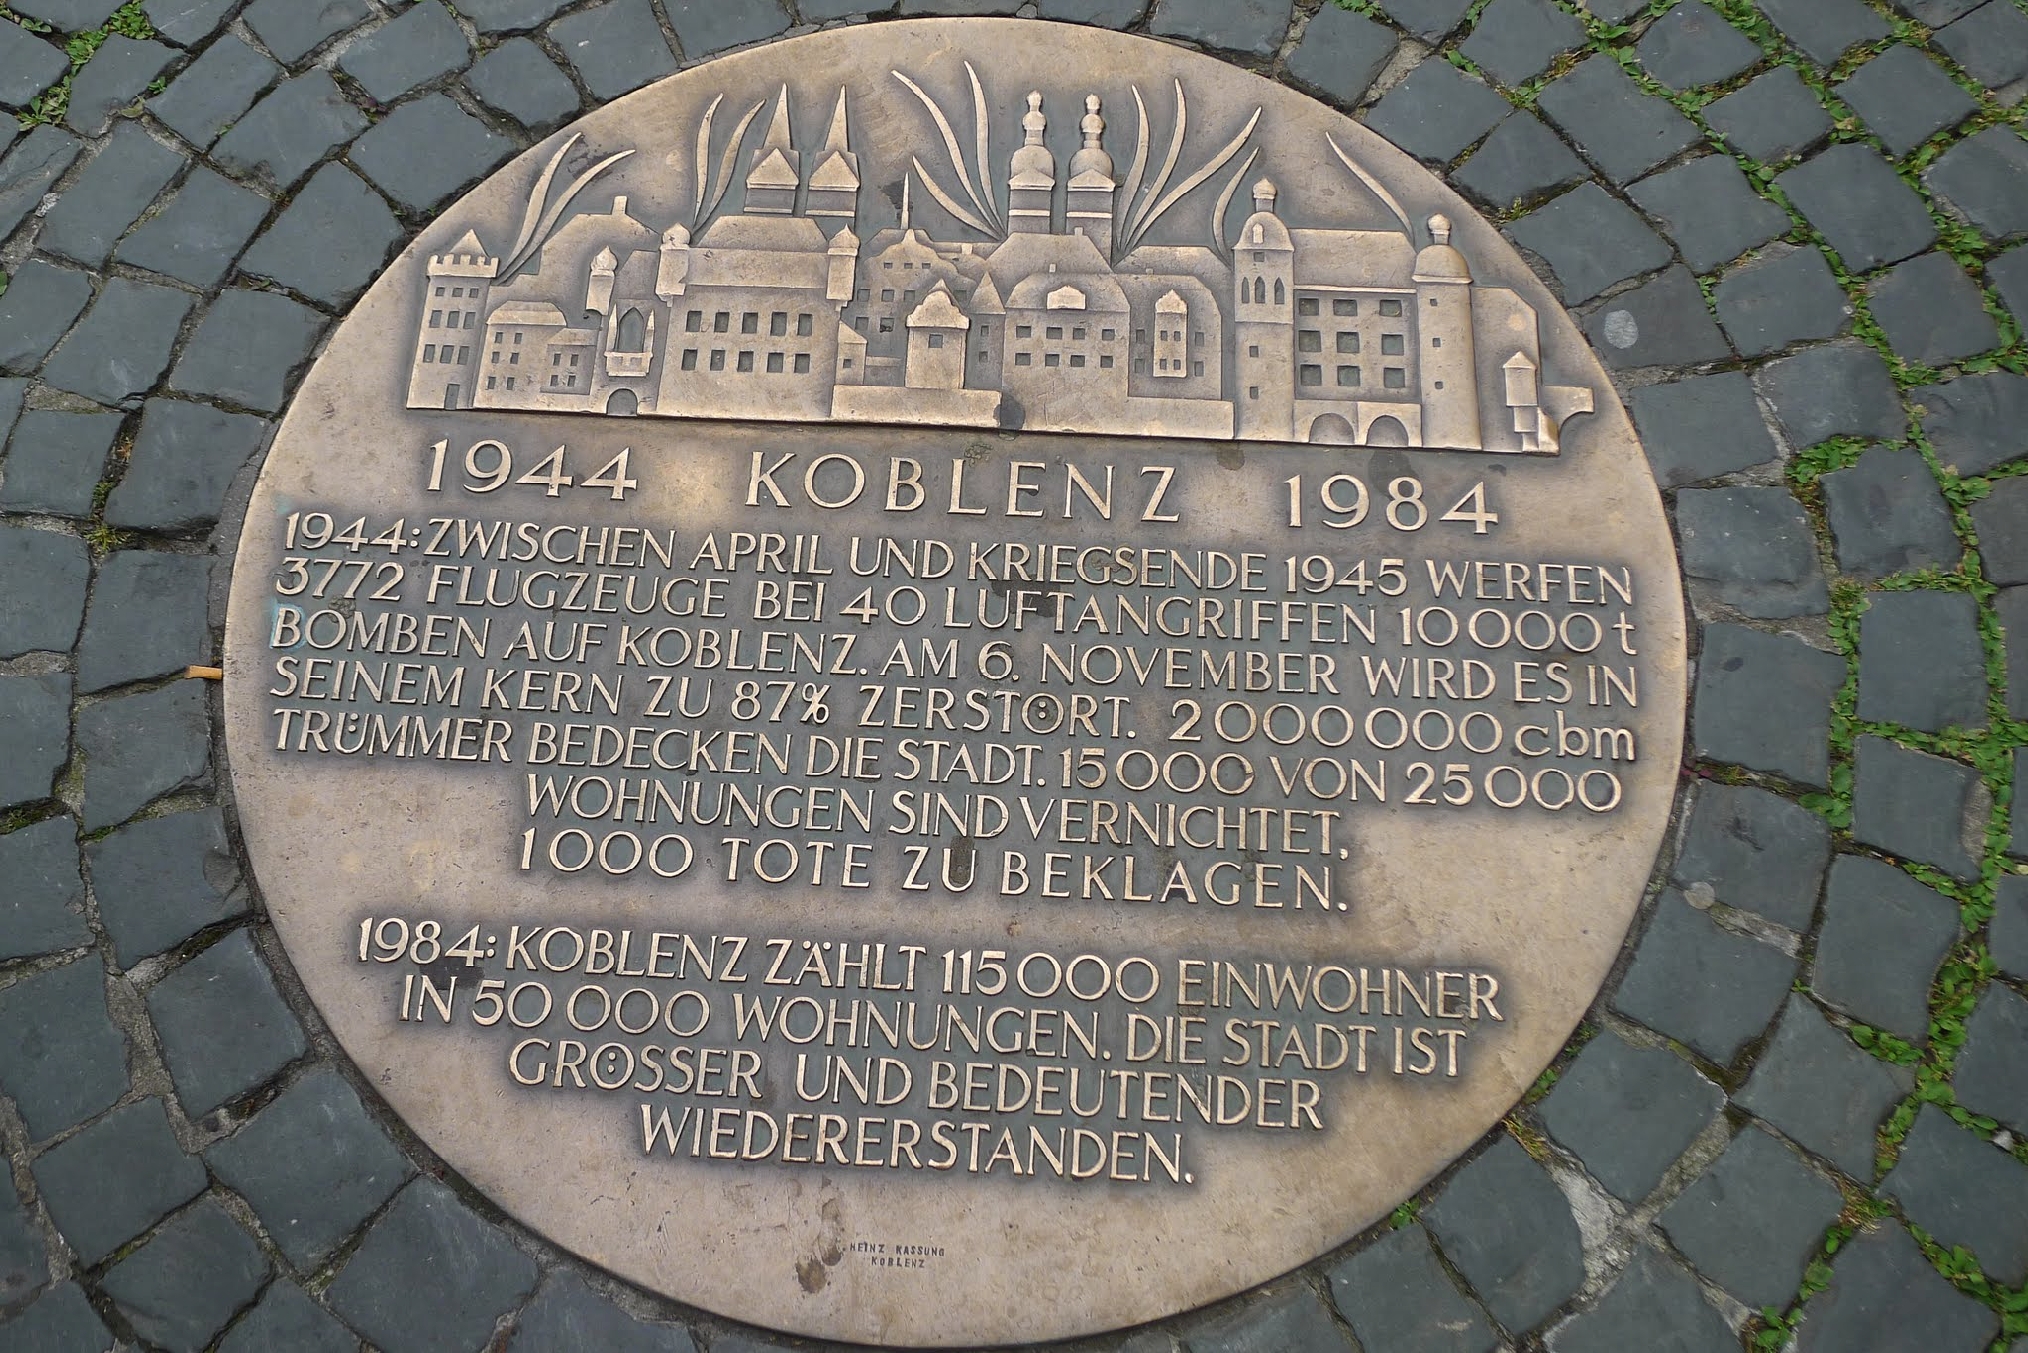 1944 KOBLENZ 1984
1944: ZWISCHEN APRIL UND KRIEGSENDE 1945 WERFEN
3772 FLUGZEUGE BEI 40 LUFTANGRIFFEN 10000 t
BOMBEN AUF KOBLENZ. AM 6. NOVEMBER WIRD ES IN
SEINEM KERN ZU 87% ZERSTÖRT. 2000000 cbm
TRÜMMER BEDECKEN DIE STADT. 15000 VON 25000
WOHNUNGEN SIND VERNICHTET,
1000 TOTE ZU BEKLAGEN.
1984: KOBLENZ ZÄHLT 115000 EINWOHNER
IN 50 000 WOHNUNGEN. DIE STADT IST
GRÖSSER UND BEDEUTENDER
WIEDERERSTANDEN.
HEINZ KASSUNG
KOBLENZ